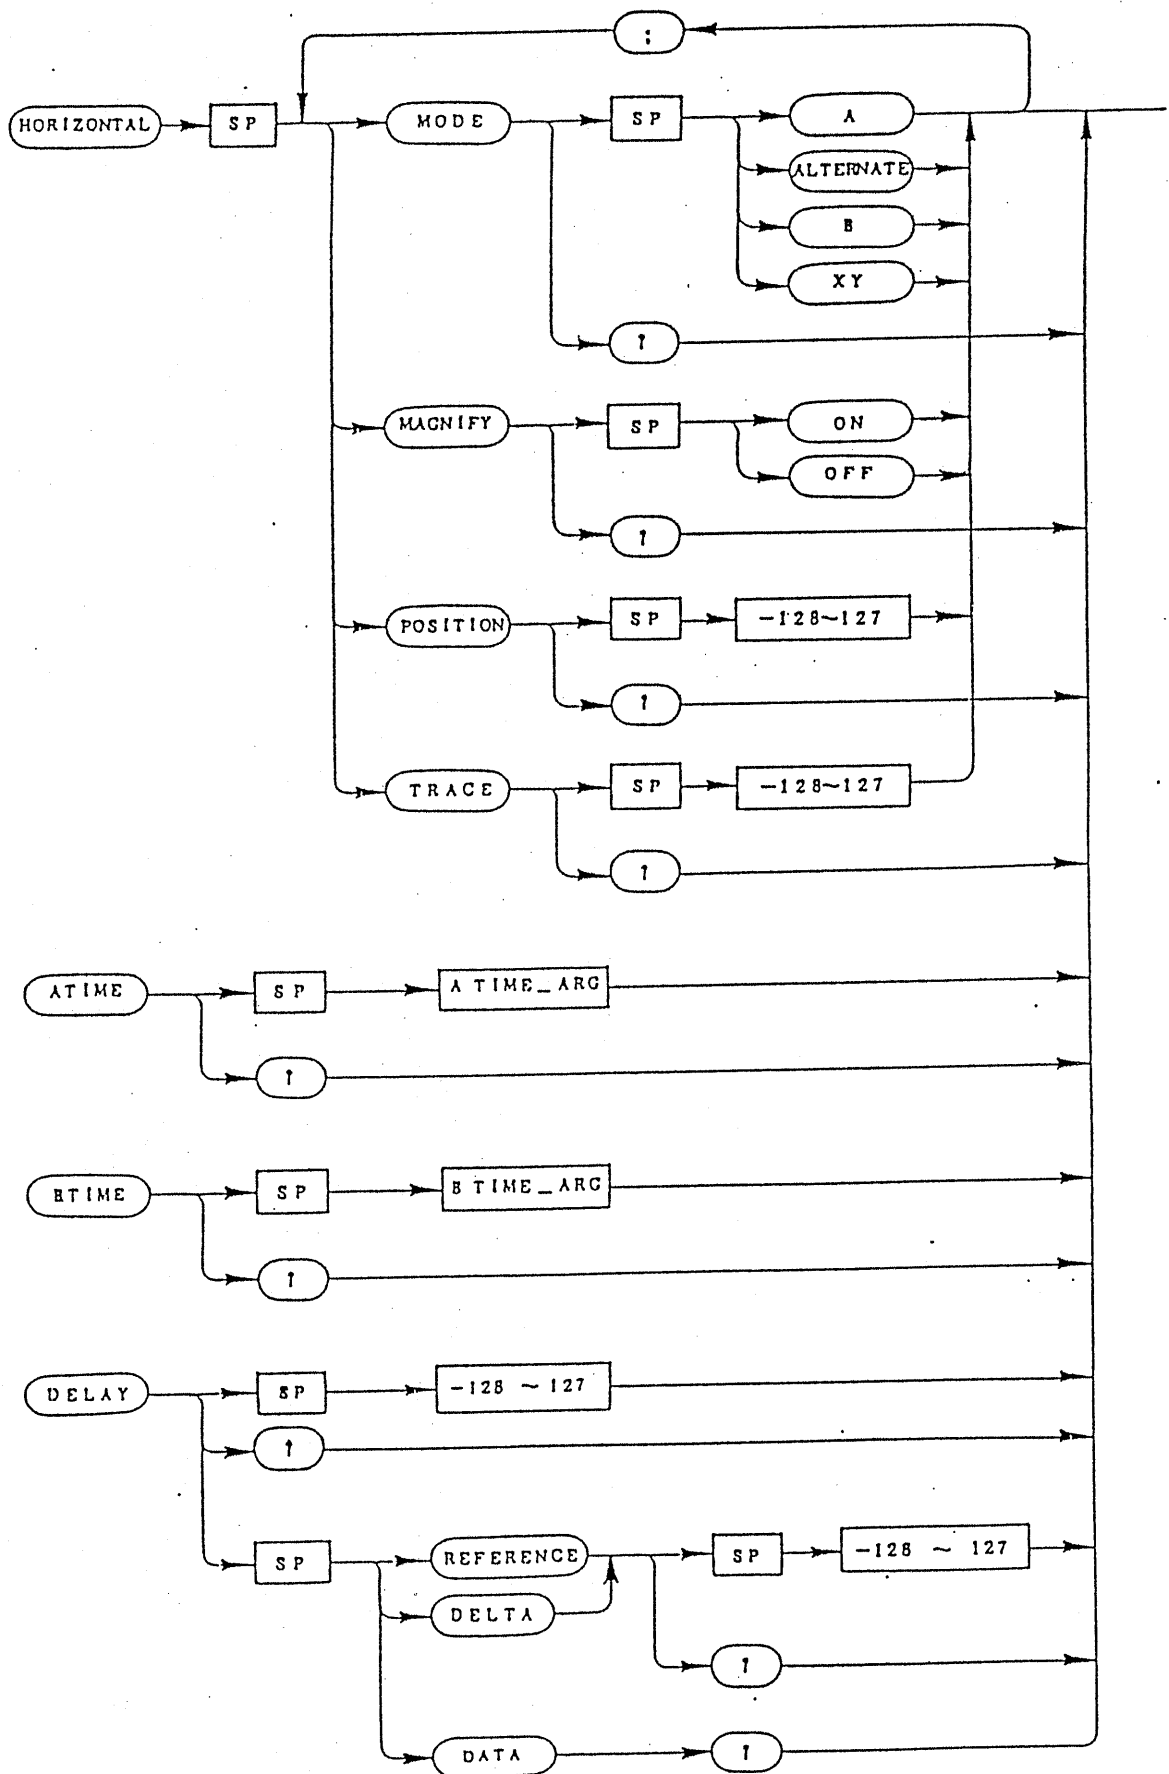 ;
HORIZONTAL SP MODE SP A
ALTERNATE
B
XY
?
MAGNIFY SP ON
OFF
?
POSITION SP -128~127
?
TRACE SP -128~127
?
ATIME SP A TIME_ARG
?
BTIME SP B TIME_ARG
?
DELAY SP -128 ~ 127
?
SP REFERENCE SP -128 ~ 127
DELTA
?
DATA ?